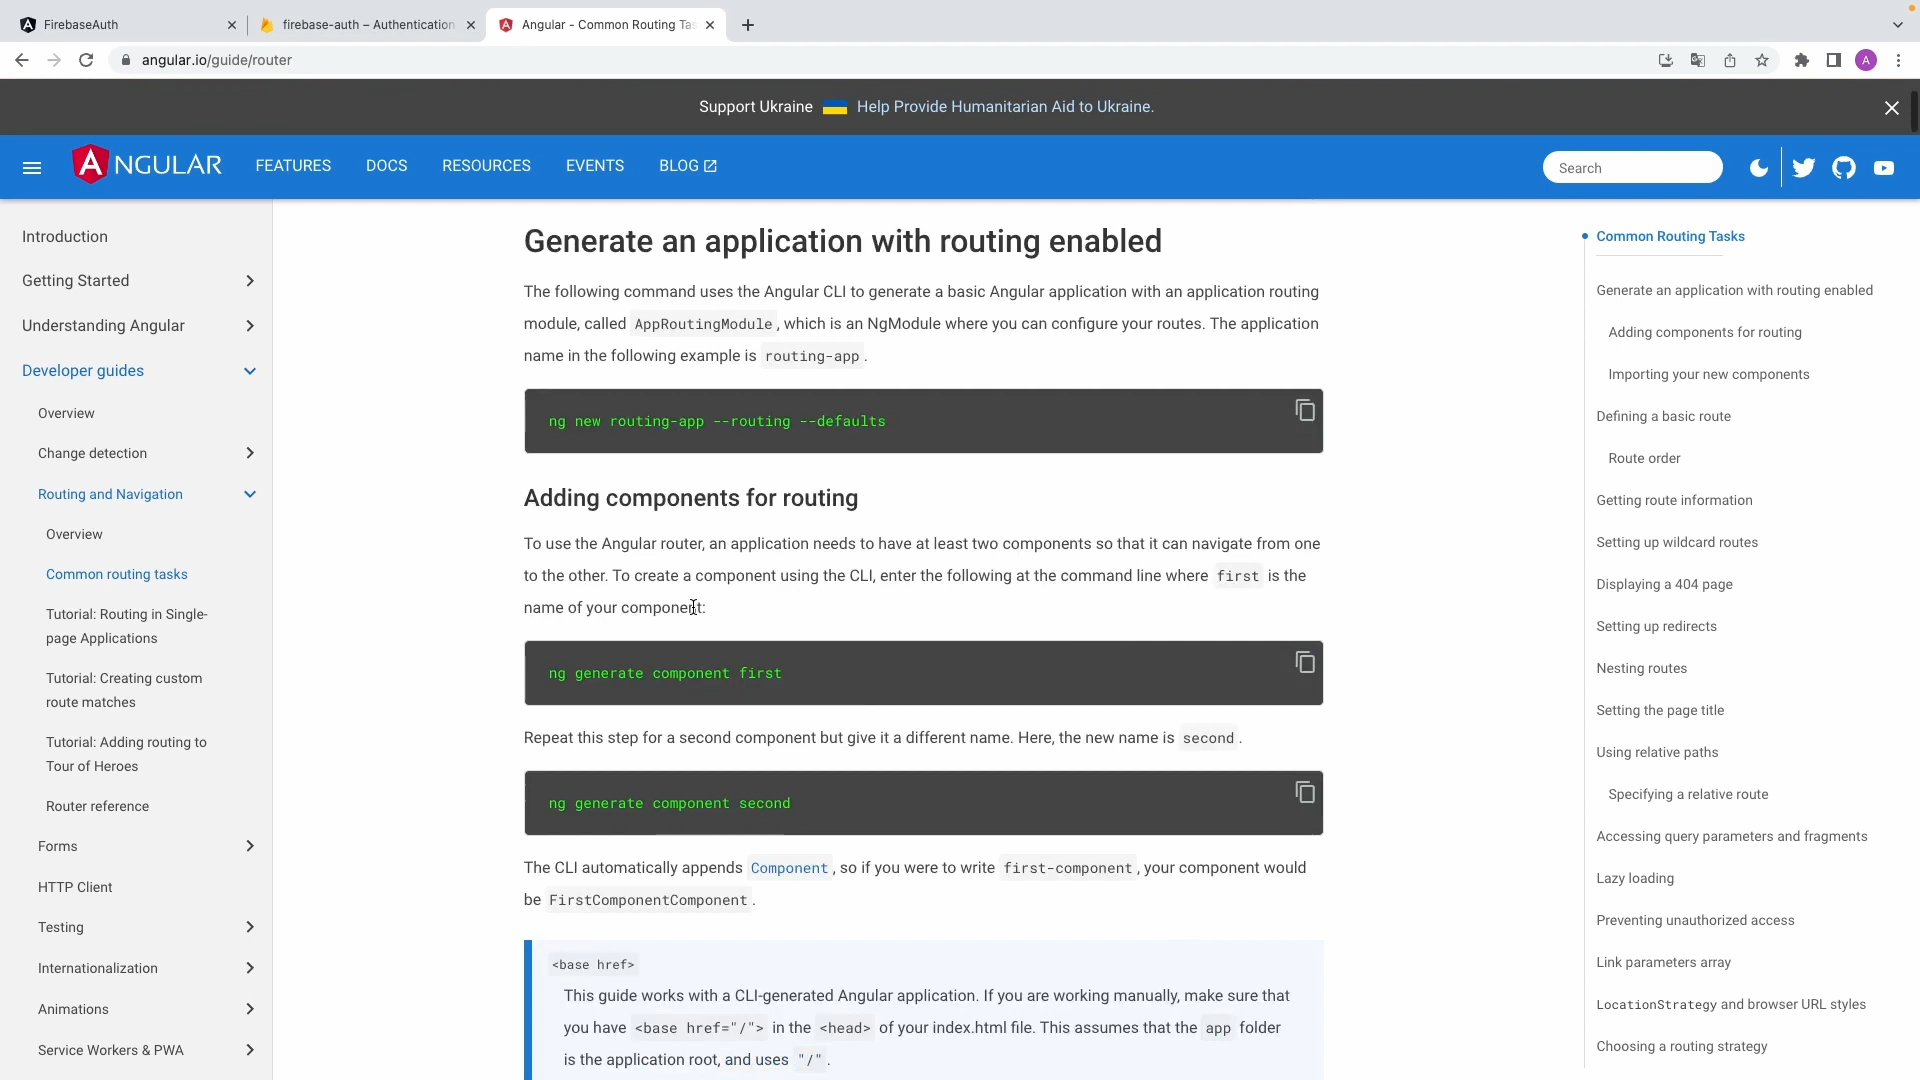 FirebaseAuth
firebase-auth – Authentication
Angular - Common Routing Tas
angular.io/guide/router
A
Support Ukraine Help Provide Humanitarian Aid to Ukraine.
ANGULAR FEATURES DOCS RESOURCES EVENTS BLOG
Search
Introduction
Getting Started
Understanding Angular
Developer guides
Overview
Change detection
Routing and Navigation
Overview
Common routing tasks
Tutorial: Routing in Single-
page Applications
Tutorial: Creating custom
route matches
Tutorial: Adding routing to
Tour of Heroes
Router reference
Forms
HTTP Client
Testing
Internationalization
Animations
Service Workers & PWA
Generate an application with routing enabled
The following command uses the Angular CLI to generate a basic Angular application with an application routing
module, called AppRoutingModule, which is an NgModule where you can configure your routes. The application
name in the following example is routing-app.
ng new routing-app --routing --defaults
Adding components for routing
To use the Angular router, an application needs to have at least two components so that it can navigate from one
to the other. To create a component using the CLI, enter the following at the command line where first is the
name of your component:
ng generate component first
Repeat this step for a second component but give it a different name. Here, the new name is second.
ng generate component second
The CLI automatically appends Component, so if you were to write first-component, your component would
be FirstComponentComponent.
<base href>
This guide works with a CLI-generated Angular application. If you are working manually, make sure that
you have <base href="/"> in the <head> of your index.html file. This assumes that the app folder
is the application root, and uses "/".
Common Routing Tasks
Generate an application with routing enabled
Adding components for routing
Importing your new components
Defining a basic route
Route order
Getting route information
Setting up wildcard routes
Displaying a 404 page
Setting up redirects
Nesting routes
Setting the page title
Using relative paths
Specifying a relative route
Accessing query parameters and fragments
Lazy loading
Preventing unauthorized access
Link parameters array
LocationStrategy and browser URL styles
Choosing a routing strategy